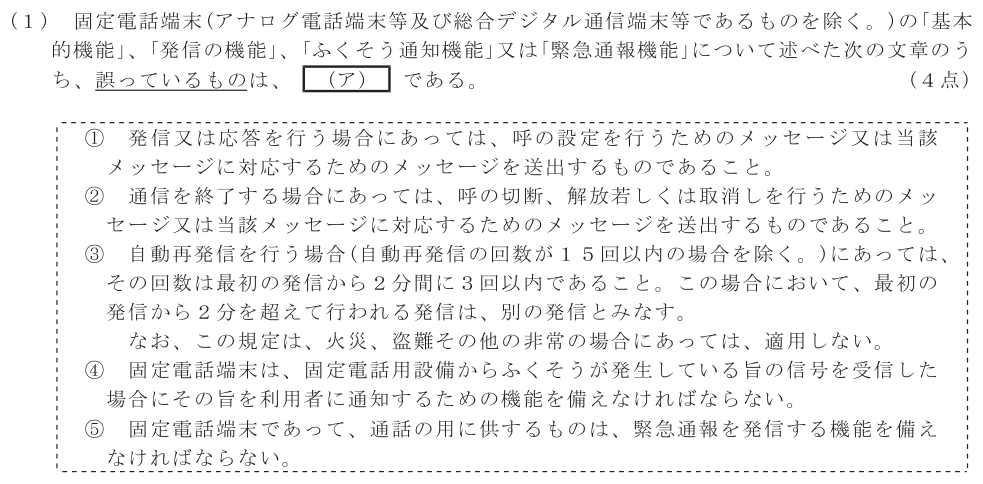 （１） 固定電話端末(アナログ電話端末等及び総合デジタル通信端末等であるものを除く。)の｢基本
的機能｣、｢発信の機能｣、｢ふくそう通知機能｣又は｢緊急通報機能｣について述べた次の文章のう
ち、誤っているものは、 （ア） である。 （４点）
① 発信又は応答を行う場合にあっては、呼の設定を行うためのメッセージ又は当該
メッセージに対応するためのメッセージを送出するものであること。
② 通信を終了する場合にあっては、呼の切断、解放若しくは取消しを行うためのメッ
セージ又は当該メッセージに対応するためのメッセージを送出するものであること。
③ 自動再発信を行う場合(自動再発信の回数が１５回以内の場合を除く。)にあっては、
その回数は最初の発信から２分間に３回以内であること。この場合において、最初の
発信から２分を超えて行われる発信は、別の発信とみなす。
なお、この規定は、火災、盗難その他の非常の場合にあっては、適用しない。
④ 固定電話端末は、固定電話用設備からふくそうが発生している旨の信号を受信した
場合にその旨を利用者に通知するための機能を備えなければならない。
⑤ 固定電話端末であって、通話の用に供するものは、緊急通報を発信する機能を備え
なければならない。